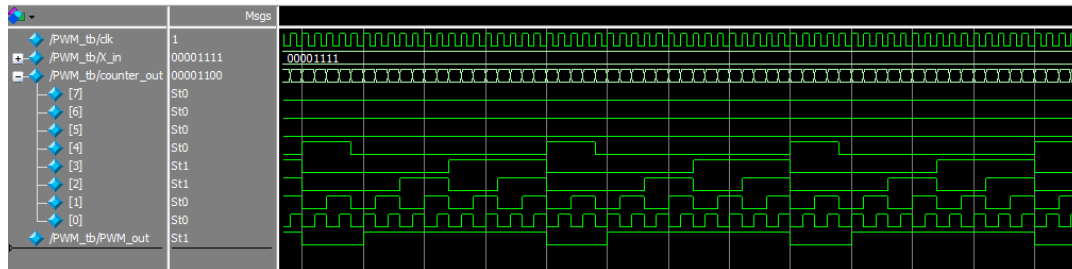 Msgs
/PWM_tb/clk 1
/PWM_tb/X_in 00001111 00001111
/PWM_tb/counter_out 00001100
[7] St0
[6] St0
[5] St0
[4] St0
[3] St1
[2] St1
[1] St0
[0] St0
/PWM_tb/PWM_out St1